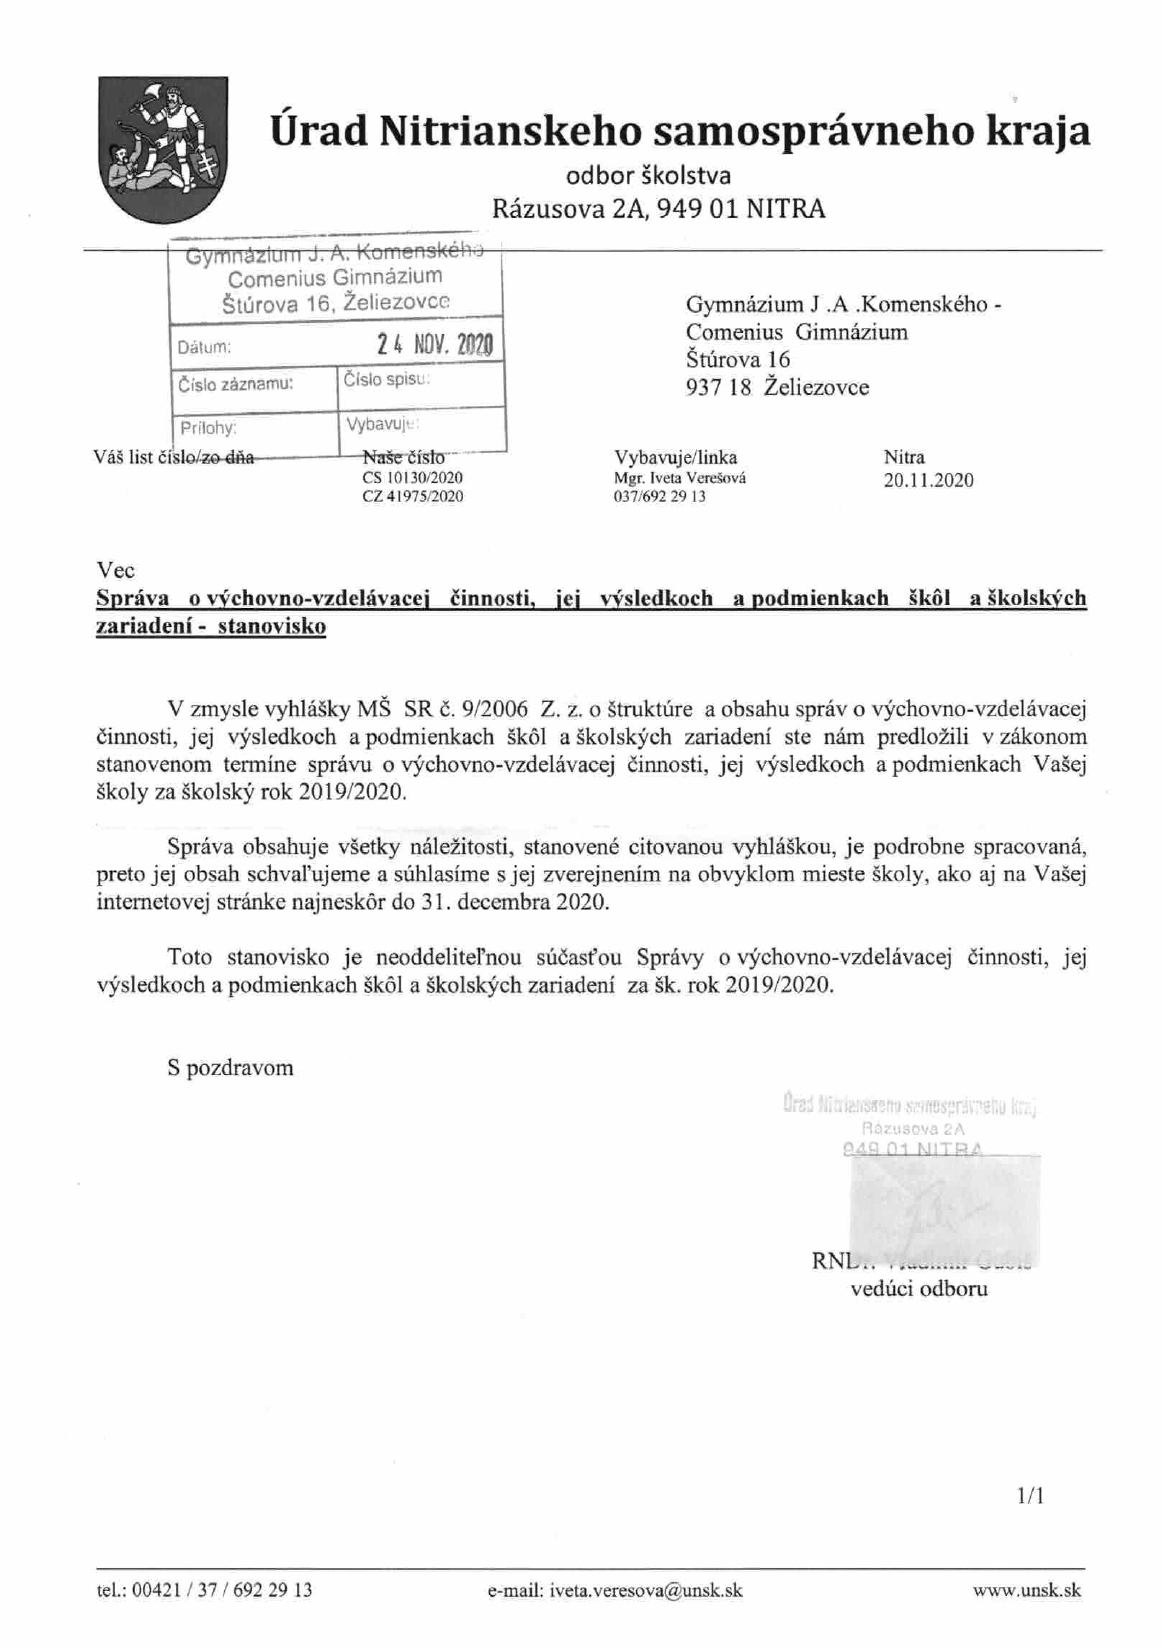 Úrad Nitrianskeho samosprávneho kraja
odbor školstva
Rázusova 2A, 949 01 NITRA
Gymnázium J. A. Komenského
Comenius Gimnázium
Štúrova 16, Želiezovce
Dátum: 24 NOV. 2020
Číslo záznamu: Číslo spisu:
Prílohy: Vybavuje:
Gymnázium J .A .Komenského -
Comenius Gimnázium
Štúrova 16
937 18 Želiezovce
Váš list číslo/zo dňa Naše číslo Vybavuje/linka Nitra
CS 10130/2020 Mgr. Iveta Verešová 20.11.2020
CZ 41975/2020 037/692 29 13
Vec
Správa o výchovno-vzdelávacej činnosti, jej výsledkoch a podmienkach škôl a školských
zariadení - stanovisko
V zmysle vyhlášky MŠ SR č. 9/2006 Z. z. o štruktúre a obsahu správ o výchovno-vzdelávacej
činnosti, jej výsledkoch a podmienkach škôl a školských zariadení ste nám predložili v zákonom
stanovenom termíne správu o výchovno-vzdelávacej činnosti, jej výsledkoch a podmienkach Vašej
školy za školský rok 2019/2020.
Správa obsahuje všetky náležitosti, stanovené citovanou vyhláškou, je podrobne spracovaná,
preto jej obsah schvaľujeme a súhlasíme s jej zverejnením na obvyklom mieste školy, ako aj na Vašej
internetovej stránke najneskôr do 31. decembra 2020.
Toto stanovisko je neoddeliteľnou súčasťou Správy o výchovno-vzdelávacej činnosti, jej
výsledkoch a podmienkach škôl a školských zariadení za šk. rok 2019/2020.
S pozdravom
Úrad Nitrianskeho samosprávneho kraj
Rázusova 2A
949 01 NITRA
RNDr.
vedúci odboru
1/1
tel.: 00421 / 37 / 692 29 13 e-mail: iveta.veresova@unsk.sk www.unsk.sk